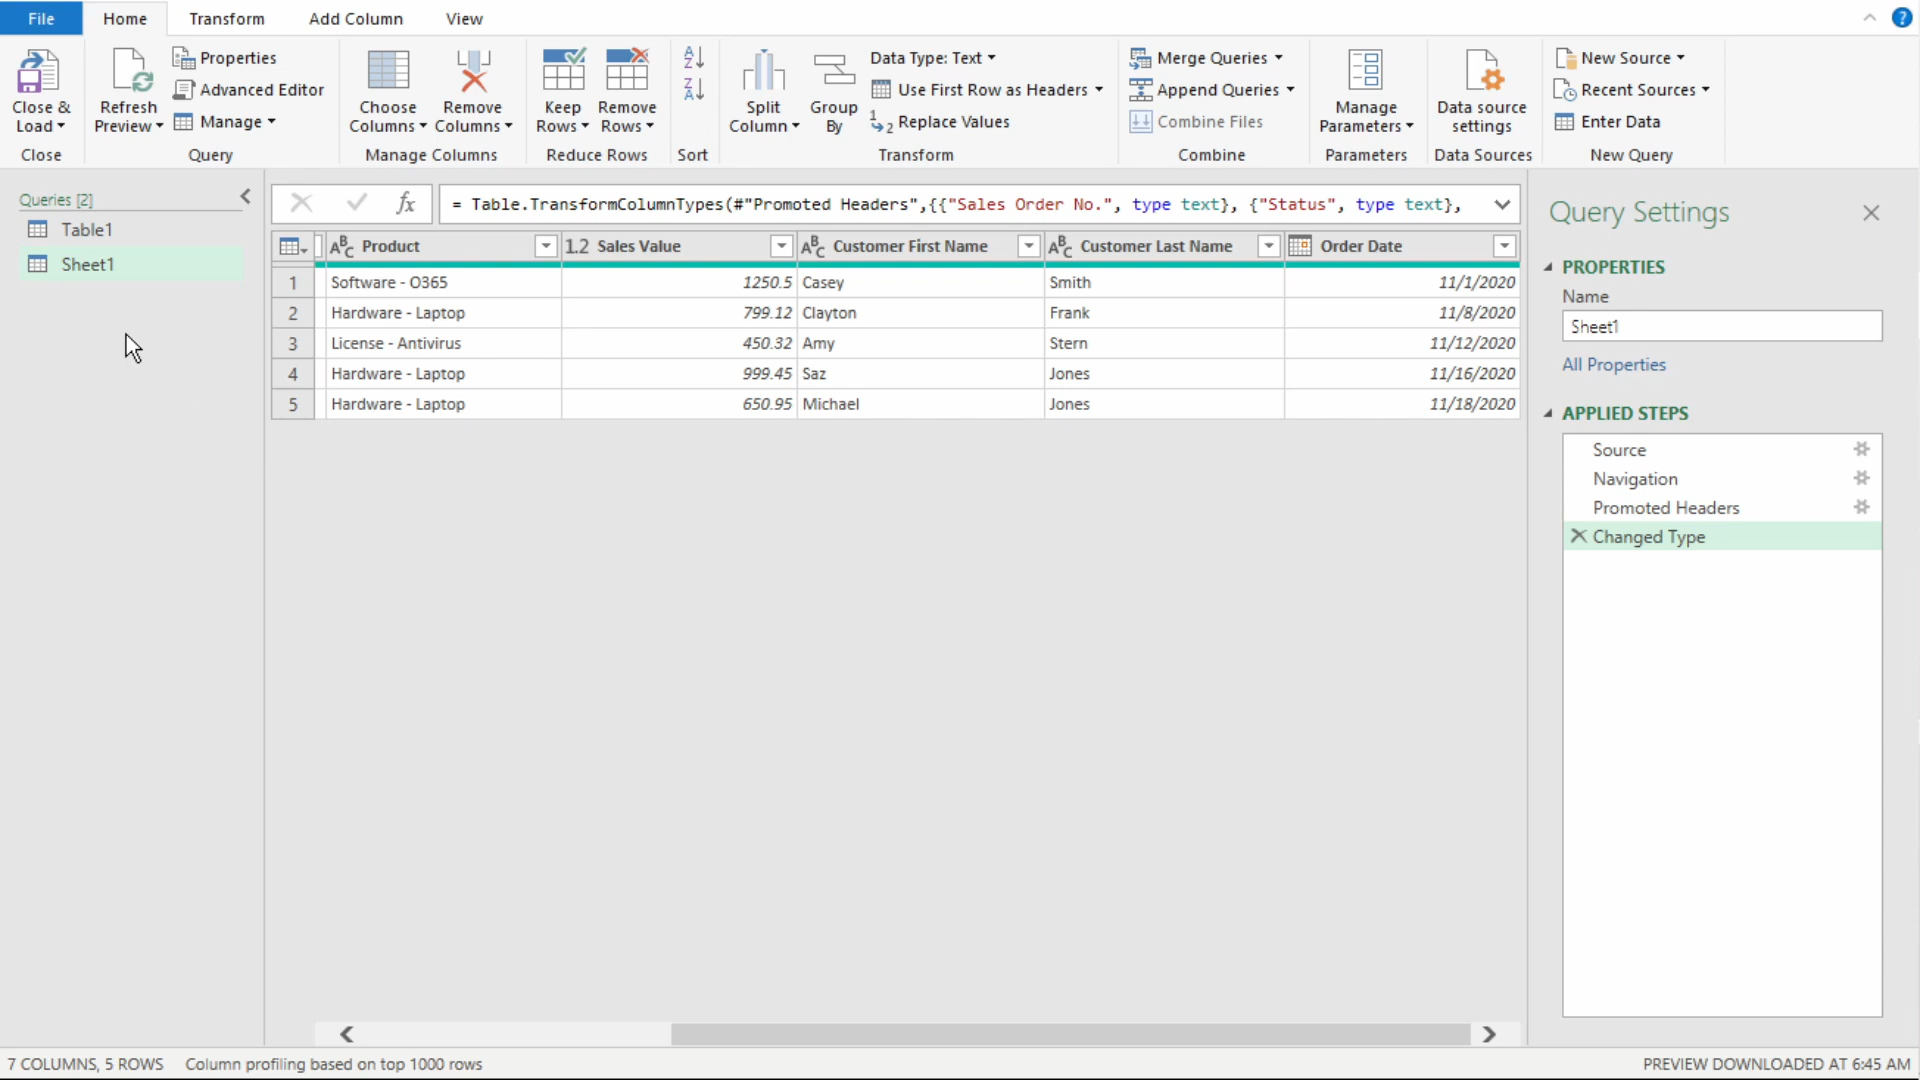 File Home Transform Add Column View
?
Close & Load
Close
Refresh Preview
Properties
Advanced Editor
Manage
Query
Choose Columns
Remove Columns
Manage Columns
Keep Rows
Remove Rows
Reduce Rows
A Z
Z A
Sort
Split Column
Group By
Data Type: Text
Use First Row as Headers
1 2 Replace Values
Transform
Merge Queries
Append Queries
Combine Files
Combine
Manage Parameters
Parameters
Data source settings
Data Sources
New Source
Recent Sources
Enter Data
New Query
Queries [2]
Table1
Sheet1
fx = Table.TransformColumnTypes(#"Promoted Headers",{{"Sales Order No.", type text}, {"Status", type text},
ABC Product 1.2 Sales Value ABC Customer First Name ABC Customer Last Name Order Date
1 Software - O365 1250.5 Casey Smith 11/1/2020
2 Hardware - Laptop 799.12 Clayton Frank 11/8/2020
3 License - Antivirus 450.32 Amy Stern 11/12/2020
4 Hardware - Laptop 999.45 Saz Jones 11/16/2020
5 Hardware - Laptop 650.95 Michael Jones 11/18/2020
Query Settings
PROPERTIES
Name
Sheet1
All Properties
APPLIED STEPS
Source
Navigation
Promoted Headers
Changed Type
7 COLUMNS, 5 ROWS Column profiling based on top 1000 rows
PREVIEW DOWNLOADED AT 6:45 AM